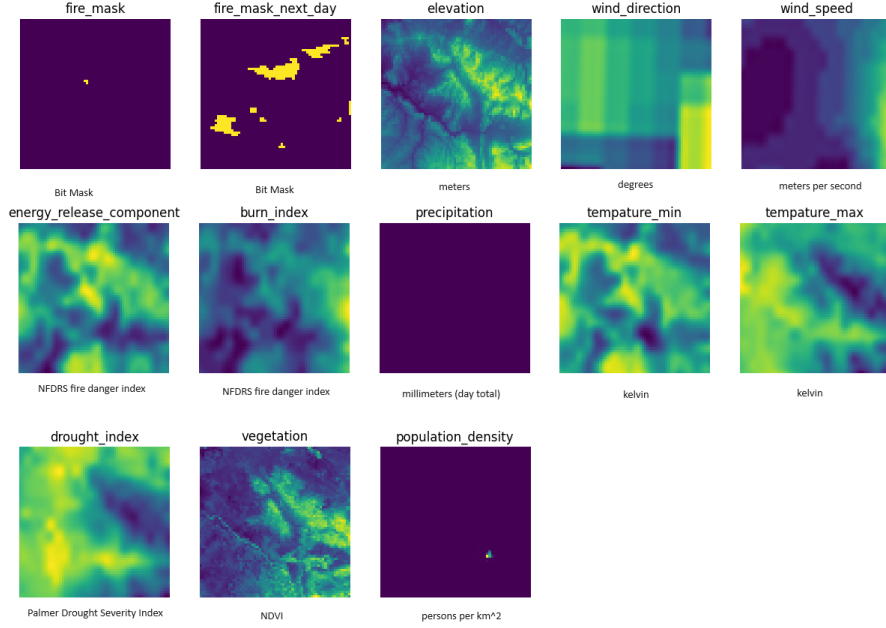 fire_mask
fire_mask_next_day
elevation
wind_direction
wind_speed
Bit Mask
Bit Mask
meters
degrees
meters per second
energy_release_component
burn_index
precipitation
tempature_min
tempature_max
NFDRS fire danger index
NFDRS fire danger index
millimeters (day total)
kelvin
kelvin
drought_index
vegetation
population_density
Palmer Drought Severity Index
NDVI
persons per km^2